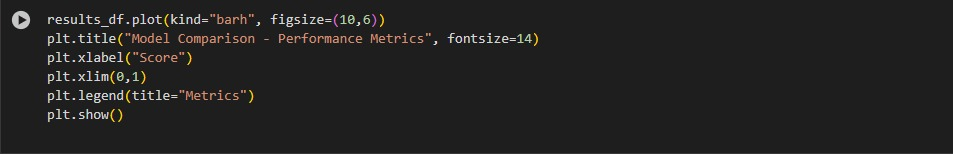 results_df.plot(kind="barh", figsize=(10,6))
plt.title("Model Comparison - Performance Metrics", fontsize=14)
plt.xlabel("Score")
plt.xlim(0,1)
plt.legend(title="Metrics")
plt.show()